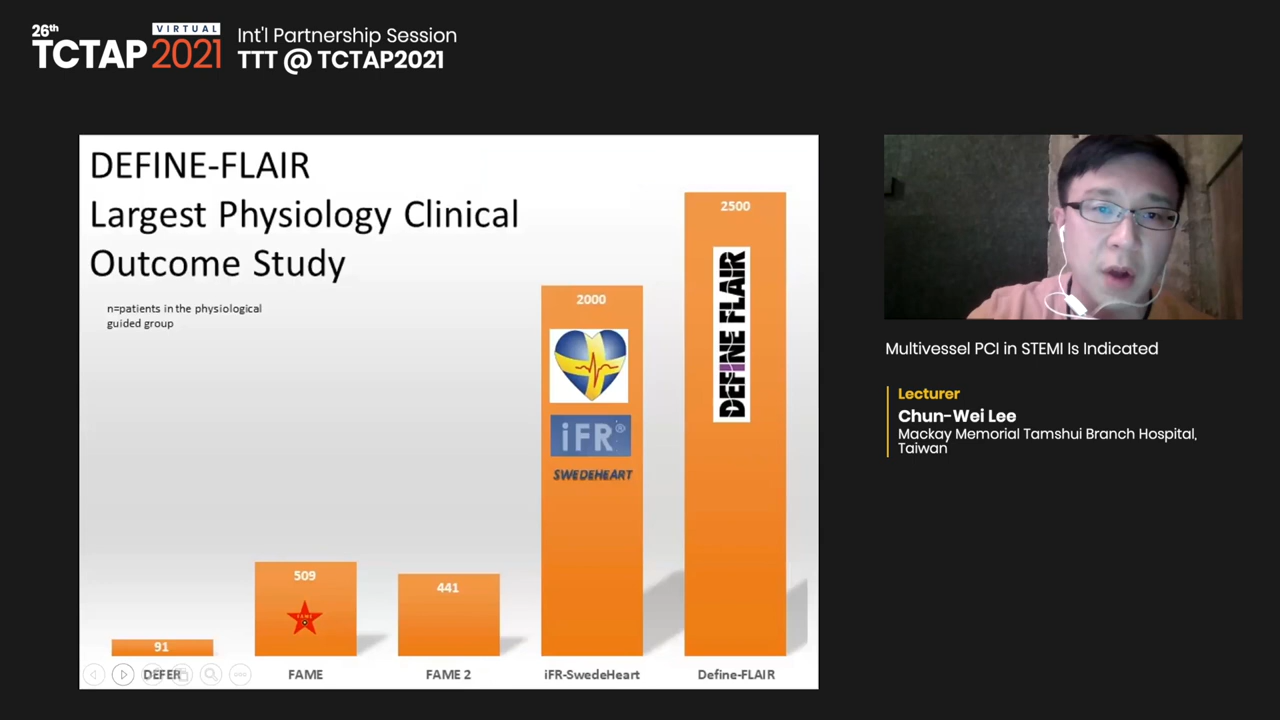 26th
VIRTUAL
TCTAP 2021
Int'l Partnership Session
TTT @ TCTAP2021
DEFINE-FLAIR
Largest Physiology Clinical
Outcome Study
n=patients in the physiological
guided group
2500
DEFINE FLAIR
2000
iFR®
SWEDEHEART
509
FAME
441
91
DEFER
FAME
FAME 2
iFR-SwedeHeart
Define-FLAIR
Multivessel PCI in STEMI Is Indicated
Lecturer
Chun-Wei Lee
Mackay Memorial Tamshui Branch Hospital,
Taiwan